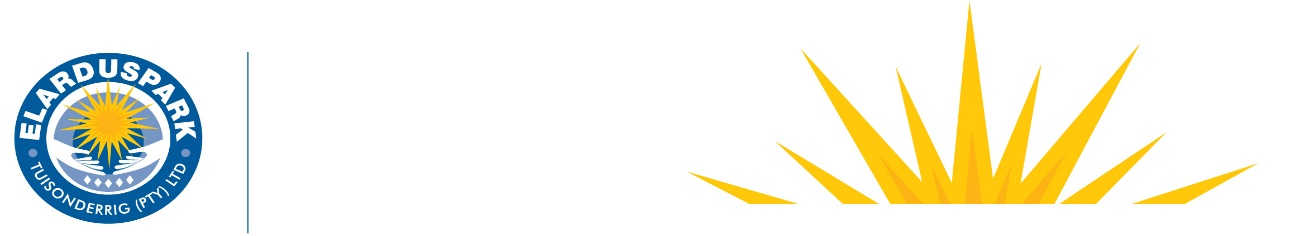 ELARDUSPARK
TUISONDERRIG (PTY) LTD